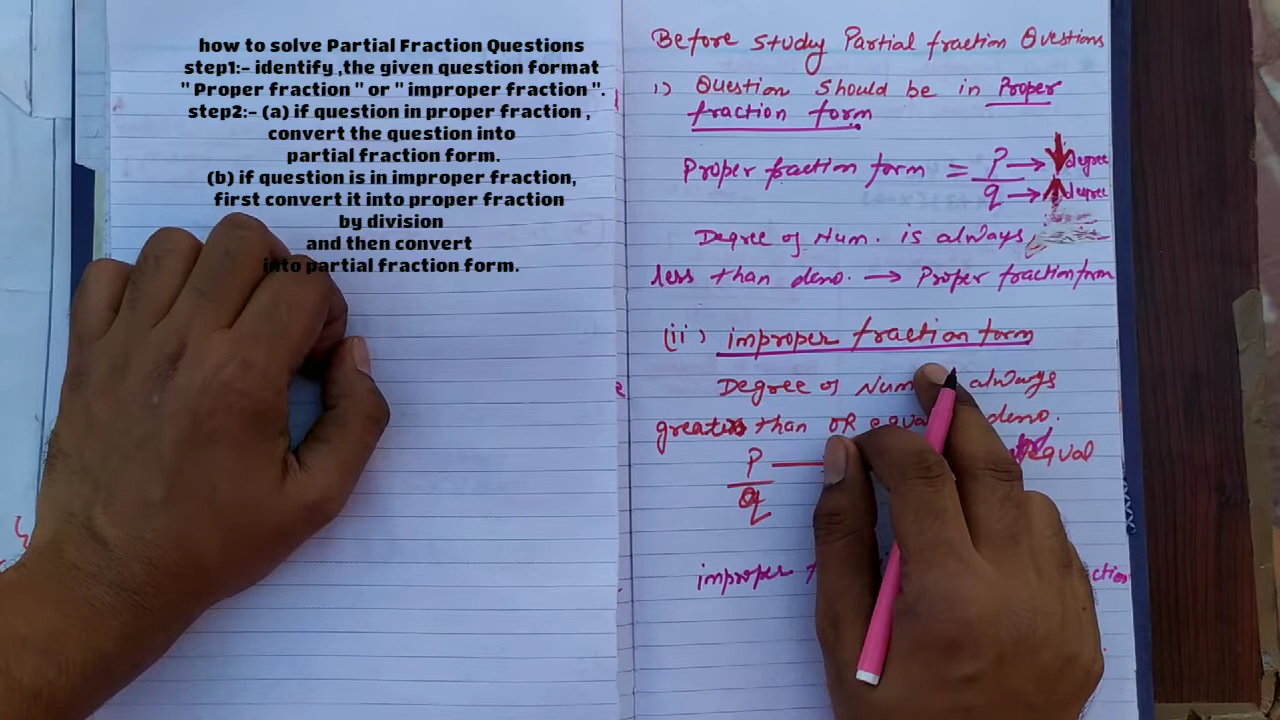 how to solve Partial Fraction Questions
step1:- identify ,the given question format
" Proper fraction " or " improper fraction ".
step2:- (a) if question in proper fraction ,
convert the question into
partial fraction form.
(b) if question is in improper fraction,
first convert it into proper fraction
by division
and then convert
into partial fraction form.
Before study Partial fraction Questions
1) Question should be in Proper
fraction form
Proper fraction form = P → ↓ degree
q → ↑ degree
Degree of Num. is always
less than deno. → Proper fraction form
(ii) improper fraction form
Degree of Num always
greater than OR equal deno.
P equal
q
improper